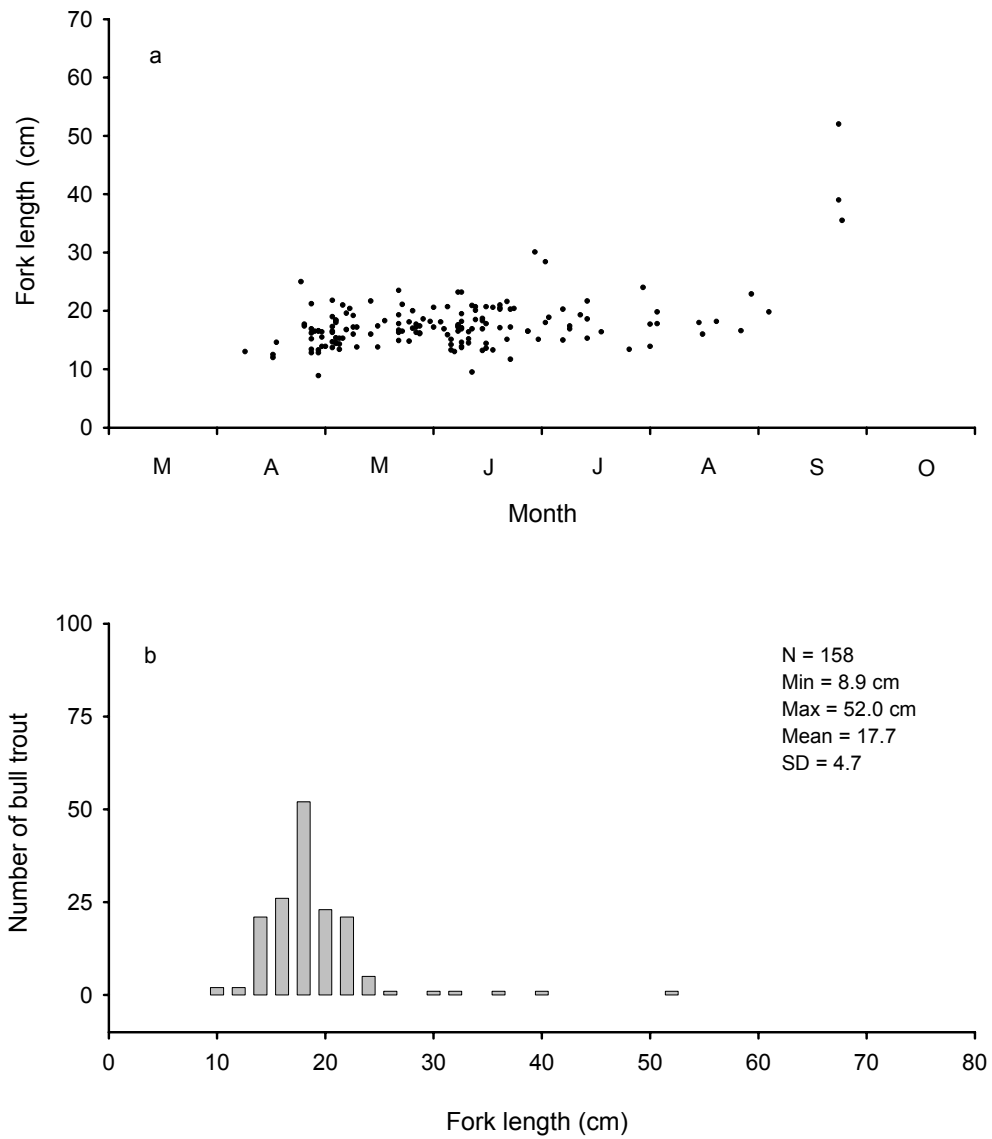 70
a
60
50
40
30
20
10
0
Fork length (cm)
M A M J J A S O
Month
100
b
N = 158
Min = 8.9 cm
Max = 52.0 cm
Mean = 17.7
SD = 4.7
75
50
25
0
Number of bull trout
0 10 20 30 40 50 60 70 80
Fork length (cm)